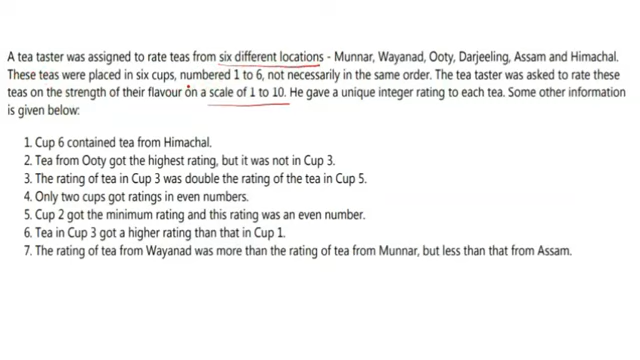 A tea taster was assigned to rate teas from six different locations - Munnar, Wayanad, Ooty, Darjeeling, Assam and Himachal.
These teas were placed in six cups, numbered 1 to 6, not necessarily in the same order. The tea taster was asked to rate these
teas on the strength of their flavour on a scale of 1 to 10. He gave a unique integer rating to each tea. Some other information
is given below:
1. Cup 6 contained tea from Himachal.
2. Tea from Ooty got the highest rating, but it was not in Cup 3.
3. The rating of tea in Cup 3 was double the rating of the tea in Cup 5.
4. Only two cups got ratings in even numbers.
5. Cup 2 got the minimum rating and this rating was an even number.
6. Tea in Cup 3 got a higher rating than that in Cup 1.
7. The rating of tea from Wayanad was more than the rating of tea from Munnar, but less than that from Assam.